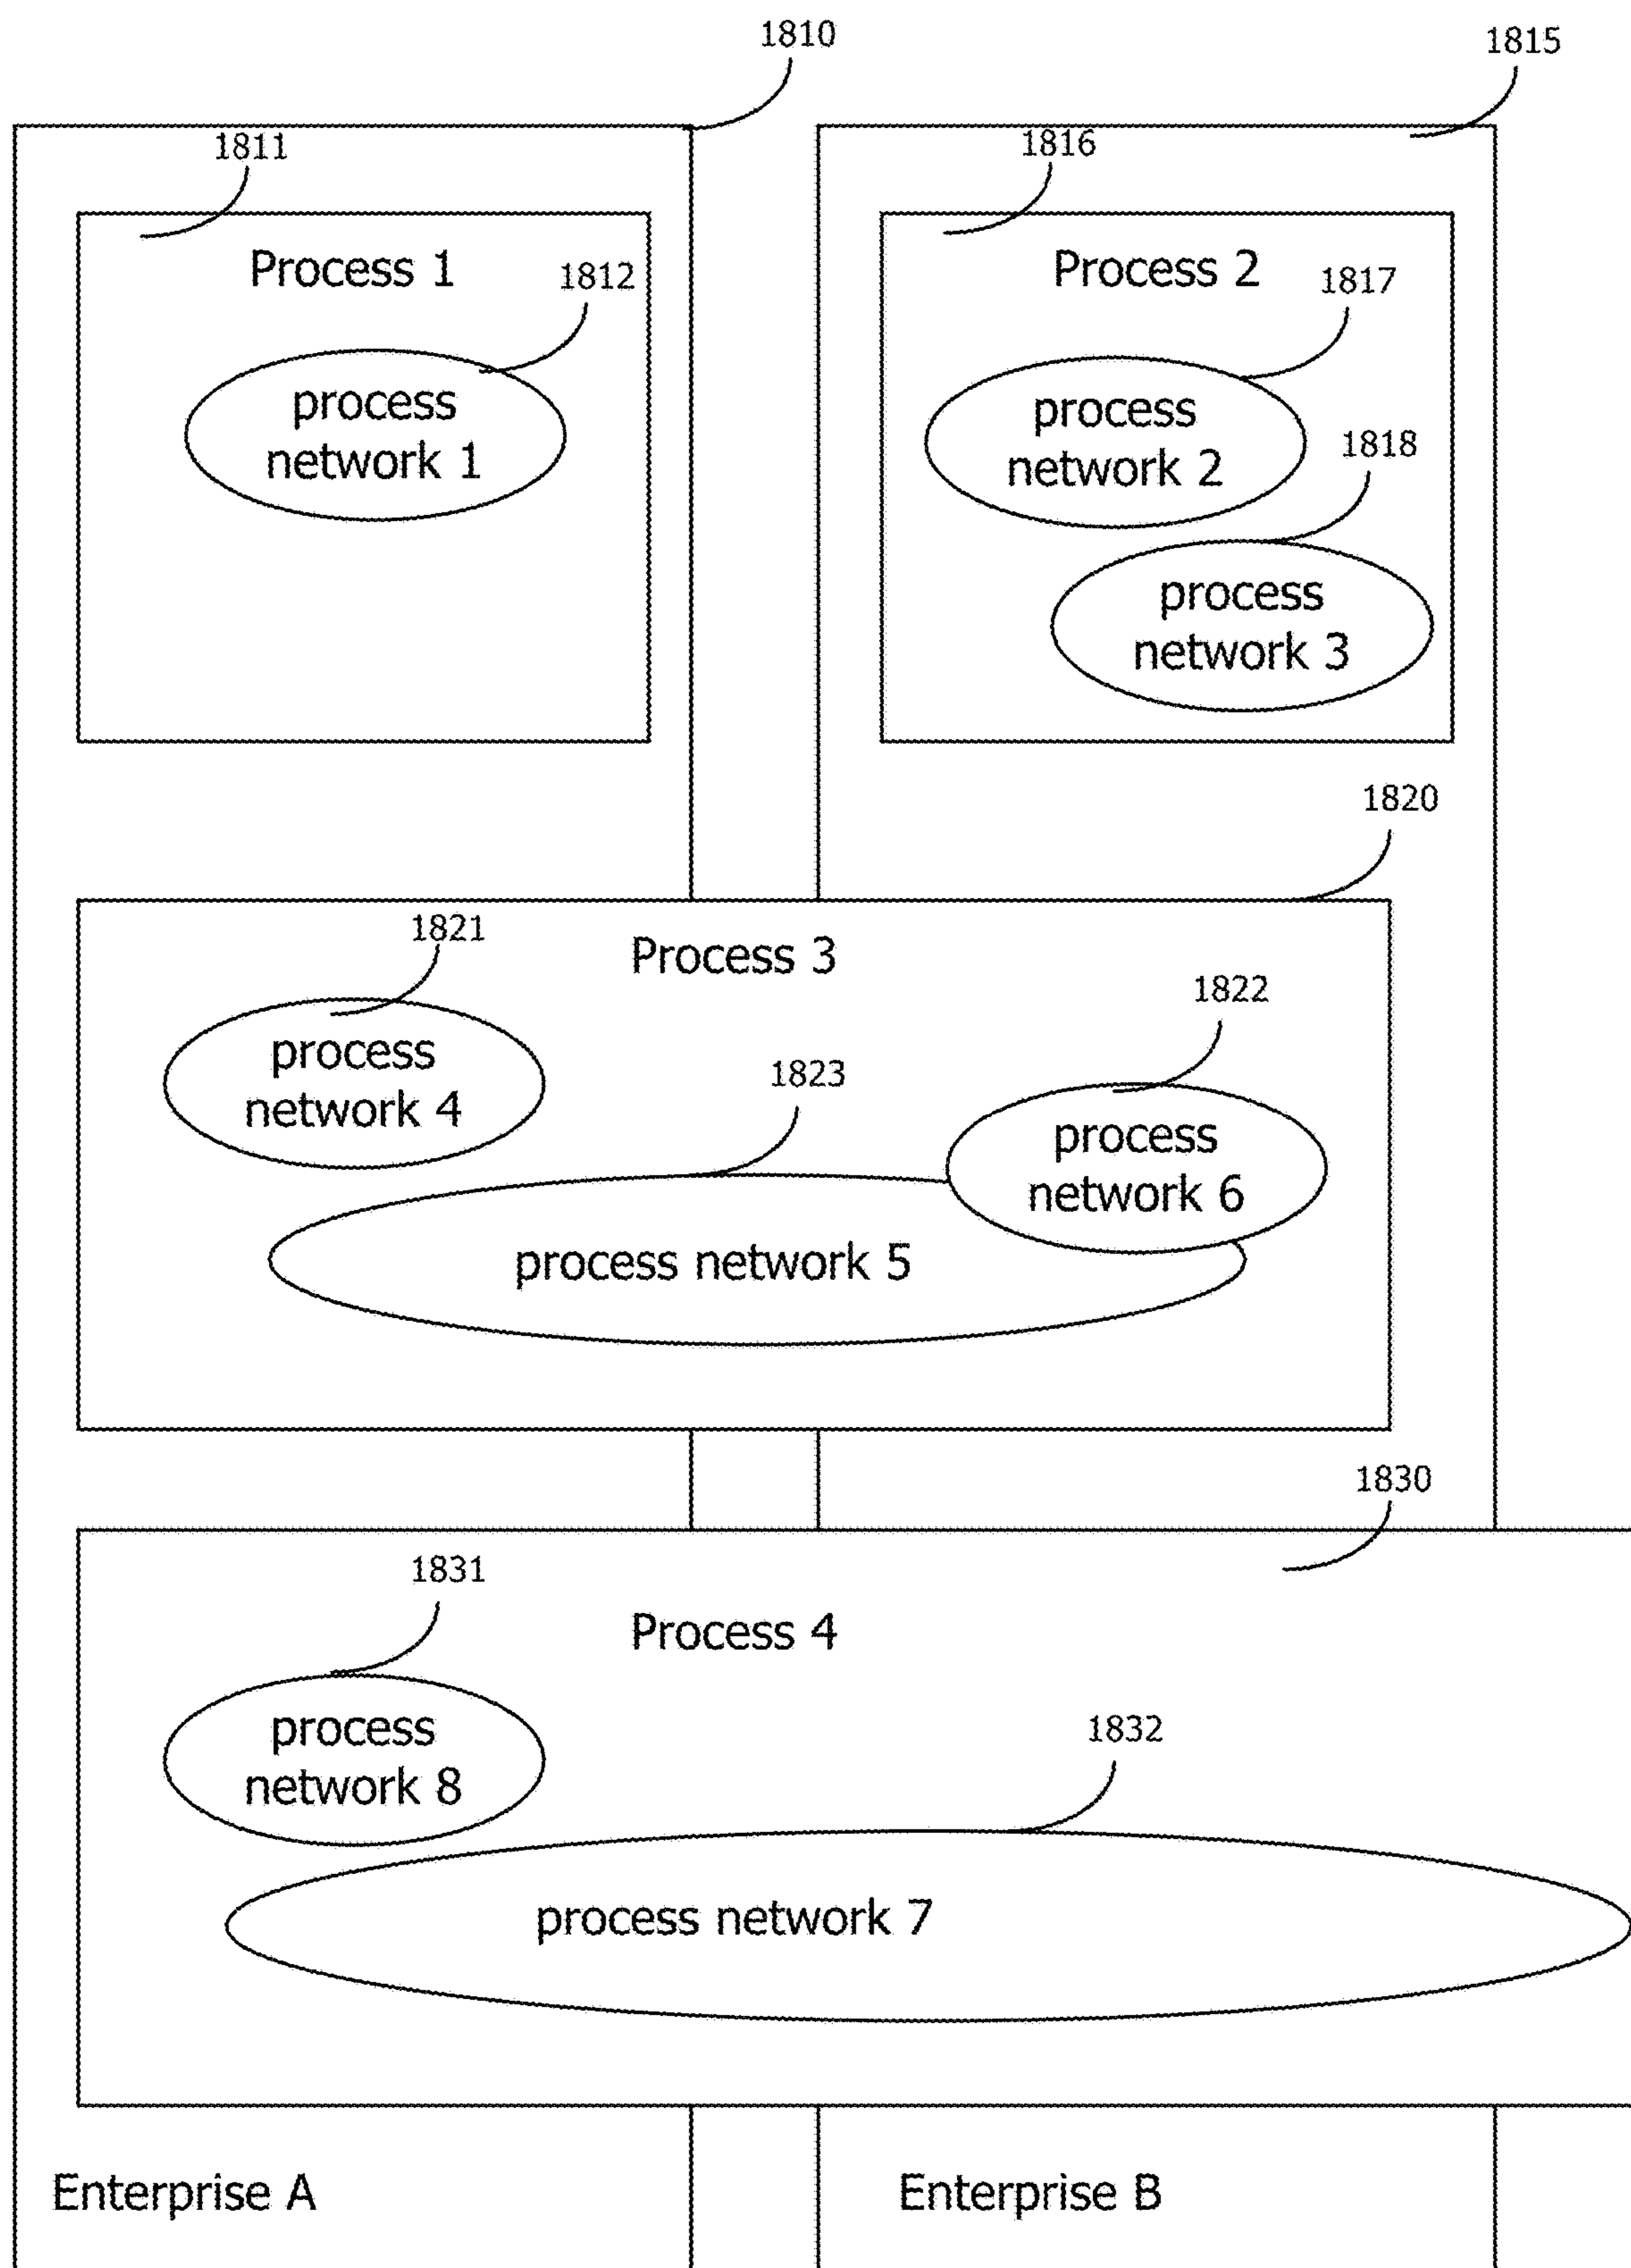 1810
1815
1811
1816
Process 1
1812
Process 2
1817
process
network 1
process
network 2
1818
process
network 3
1820
1821
Process 3
1822
process
network 4
1823
process
network 6
process network 5
1830
1831
Process 4
process
network 8
1832
process network 7
Enterprise A
Enterprise B